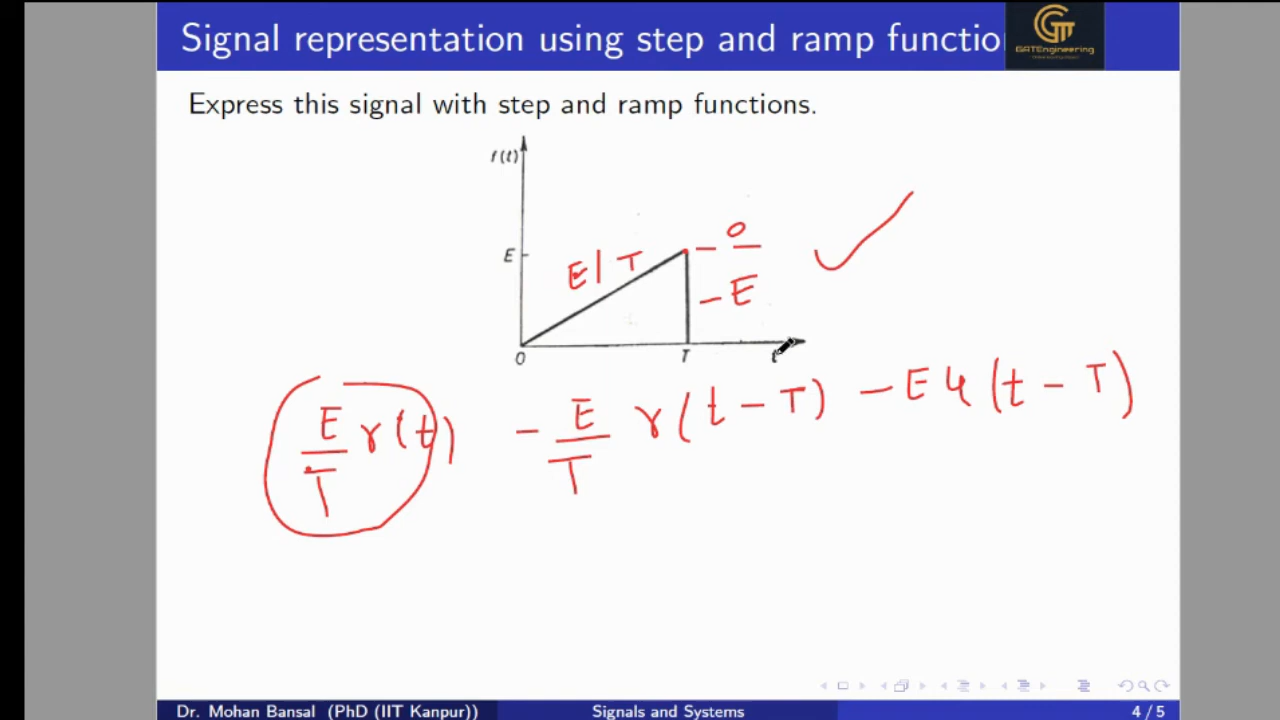 Signal representation using step and ramp functio
GATEngineering
Express this signal with step and ramp functions.
f(t)
E
E/T
- 0
- E
0
T
t
E/T r(t) - E/T r(t - T) - E u(t - T)
Dr. Mohan Bansal (PhD (IIT Kanpur)) Signals and Systems 4/5